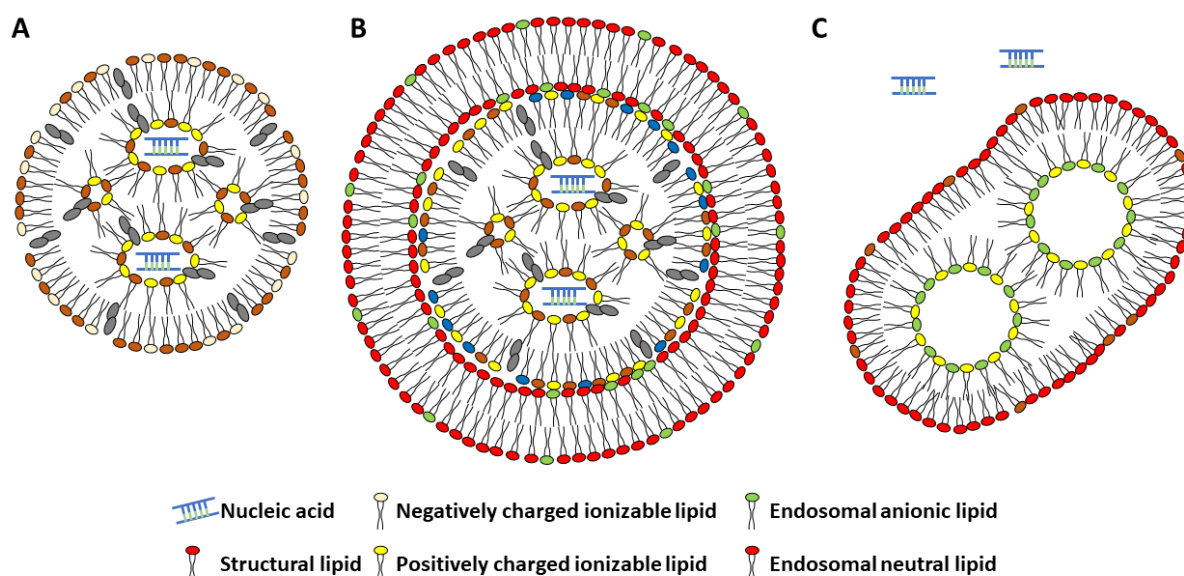 A B C
Nucleic acid Negatively charged ionizable lipid Endosomal anionic lipid
Structural lipid Positively charged ionizable lipid Endosomal neutral lipid